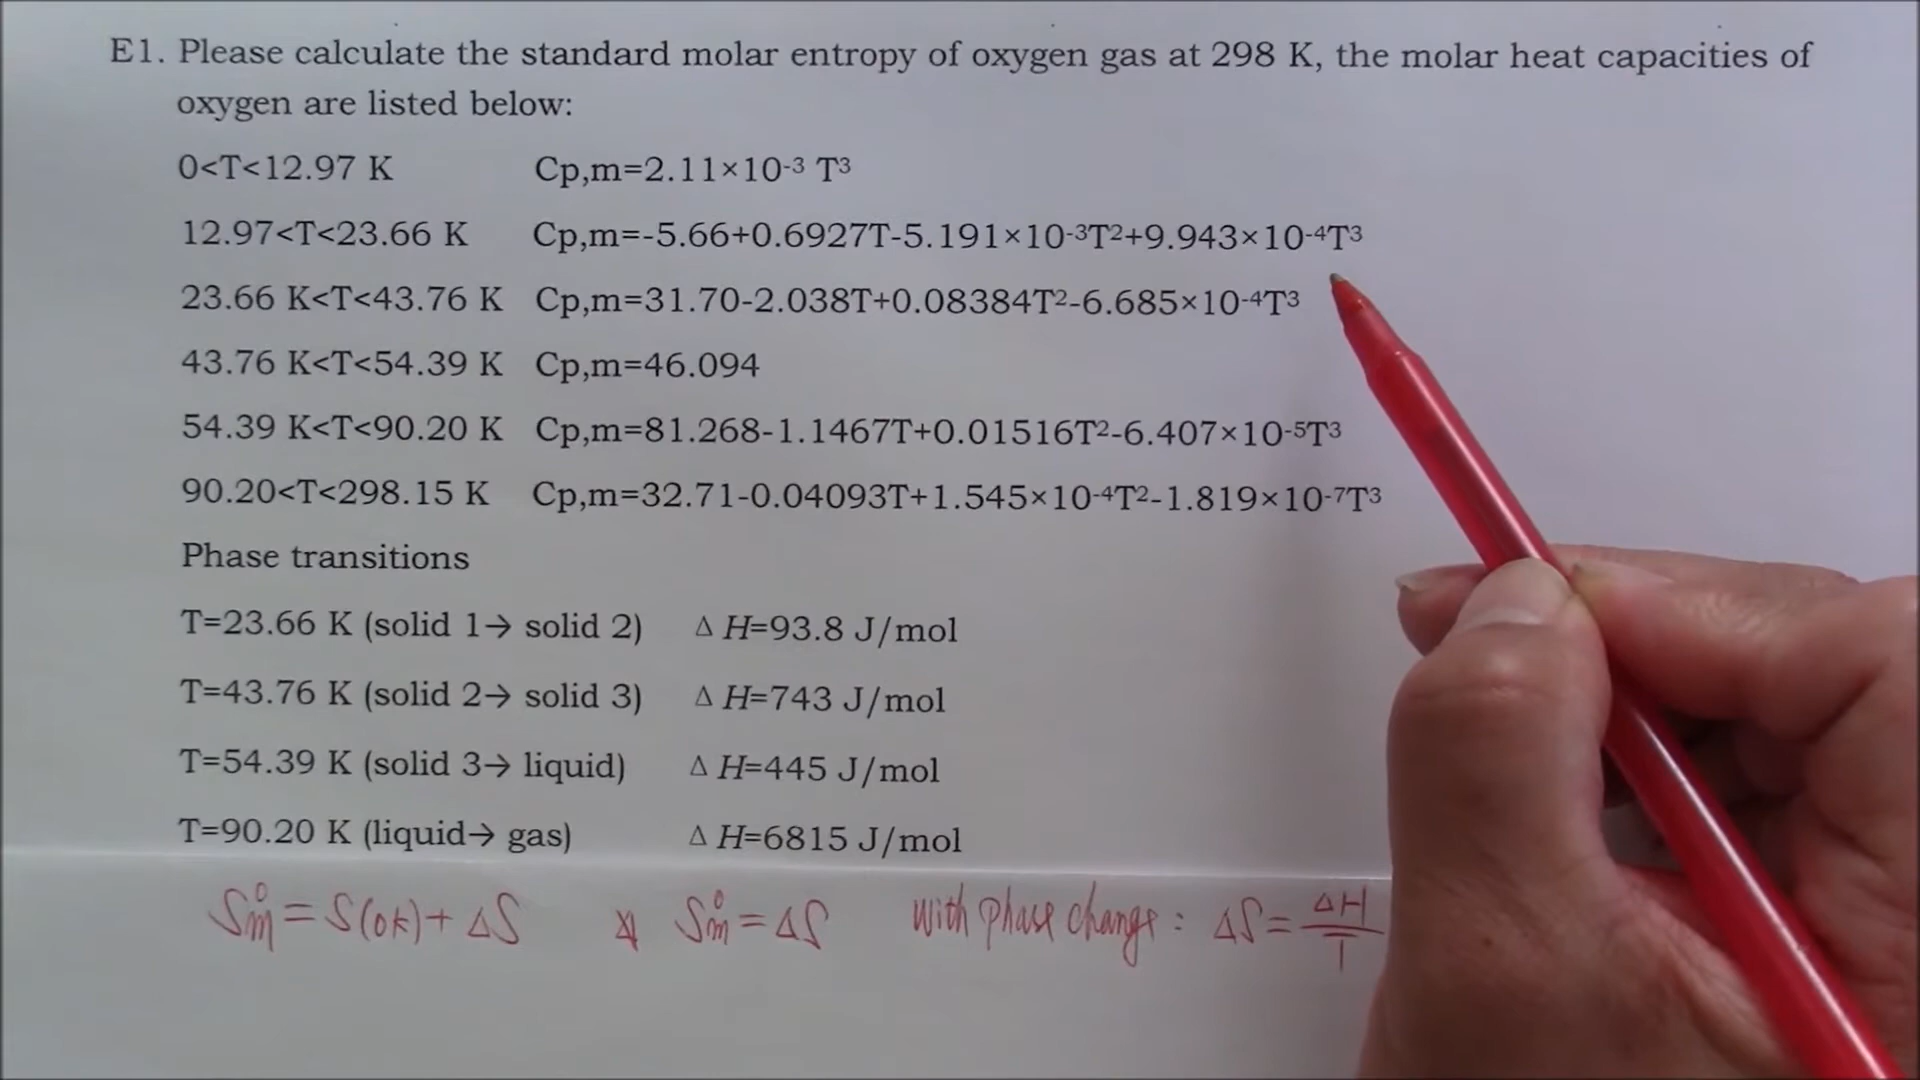 E1. Please calculate the standard molar entropy of oxygen gas at 298 K, the molar heat capacities of
oxygen are listed below:
0<T<12.97 K Cp,m=2.11×10⁻³ T³
12.97<T<23.66 K Cp,m=-5.66+0.6927T-5.191×10⁻³T²+9.943×10⁻⁴T³
23.66 K<T<43.76 K Cp,m=31.70-2.038T+0.08384T²-6.685×10⁻⁴T³
43.76 K<T<54.39 K Cp,m=46.094
54.39 K<T<90.20 K Cp,m=81.268-1.1467T+0.01516T²-6.407×10⁻⁵T³
90.20<T<298.15 K Cp,m=32.71-0.04093T+1.545×10⁻⁴T²-1.819×10⁻⁷T³
Phase transitions
T=23.66 K (solid 1→ solid 2) Δ H=93.8 J/mol
T=43.76 K (solid 2→ solid 3) Δ H=743 J/mol
T=54.39 K (solid 3→ liquid) Δ H=445 J/mol
T=90.20 K (liquid→ gas) Δ H=6815 J/mol
S°m = S(0K) + ΔS S°m = ΔS with phase change : ΔS = ΔH/T